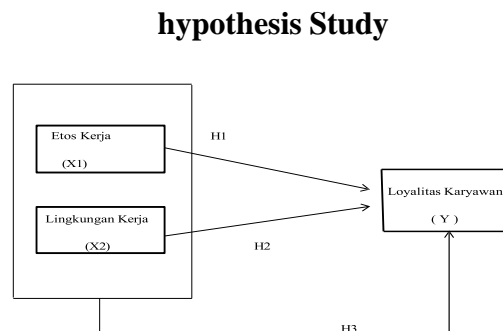 hypothesis Study
Etos Kerja
(X1)
H1
Loyalitas Karyawan
( Y )
Lingkungan Kerja
(X2)
H2
H3